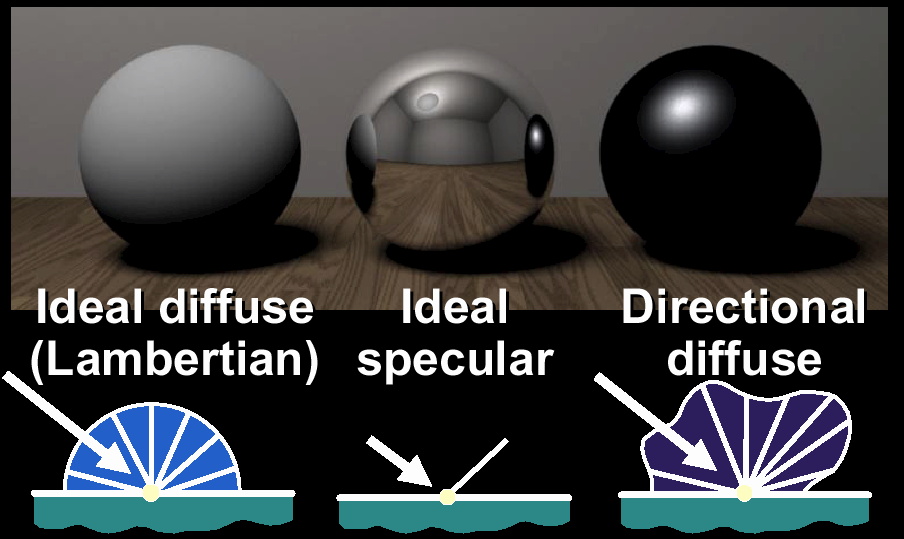 Ideal diffuse
(Lambertian)
Ideal
specular
Directional
diffuse